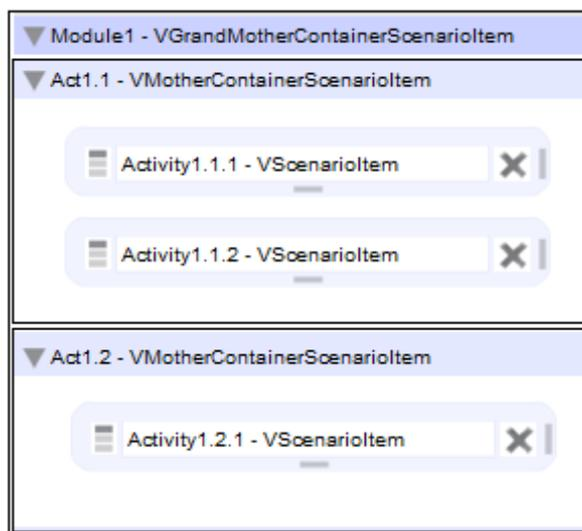 Module1 - VGrandMotherContainerScenarioItem
Act1.1 - VMotherContainerScenarioItem
Activity1.1.1 - VScenarioItem
Activity1.1.2 - VScenarioItem
Act1.2 - VMotherContainerScenarioItem
Activity1.2.1 - VScenarioItem